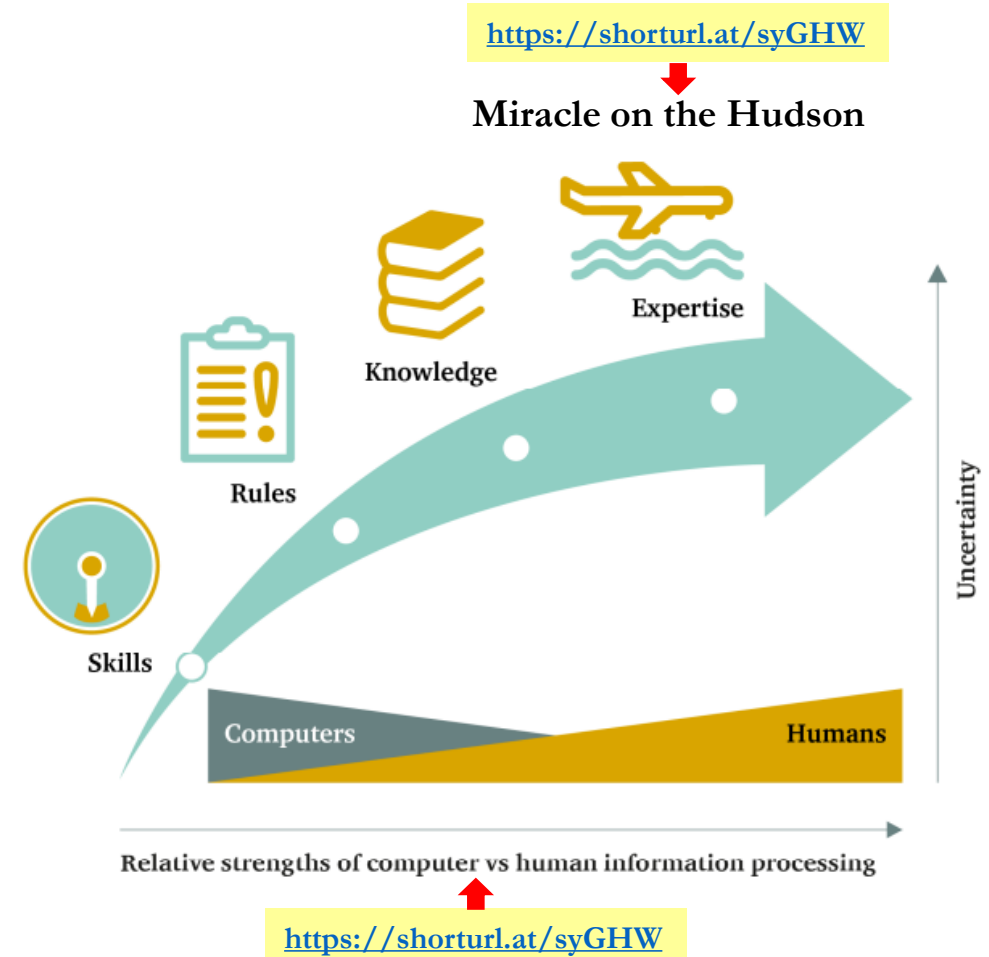 https://shorturl.at/syGHW
Miracle on the Hudson
Expertise
Knowledge
Rules
Skills
Uncertainty
Computers
Humans
Relative strengths of computer vs human information processing
https://shorturl.at/syGHW